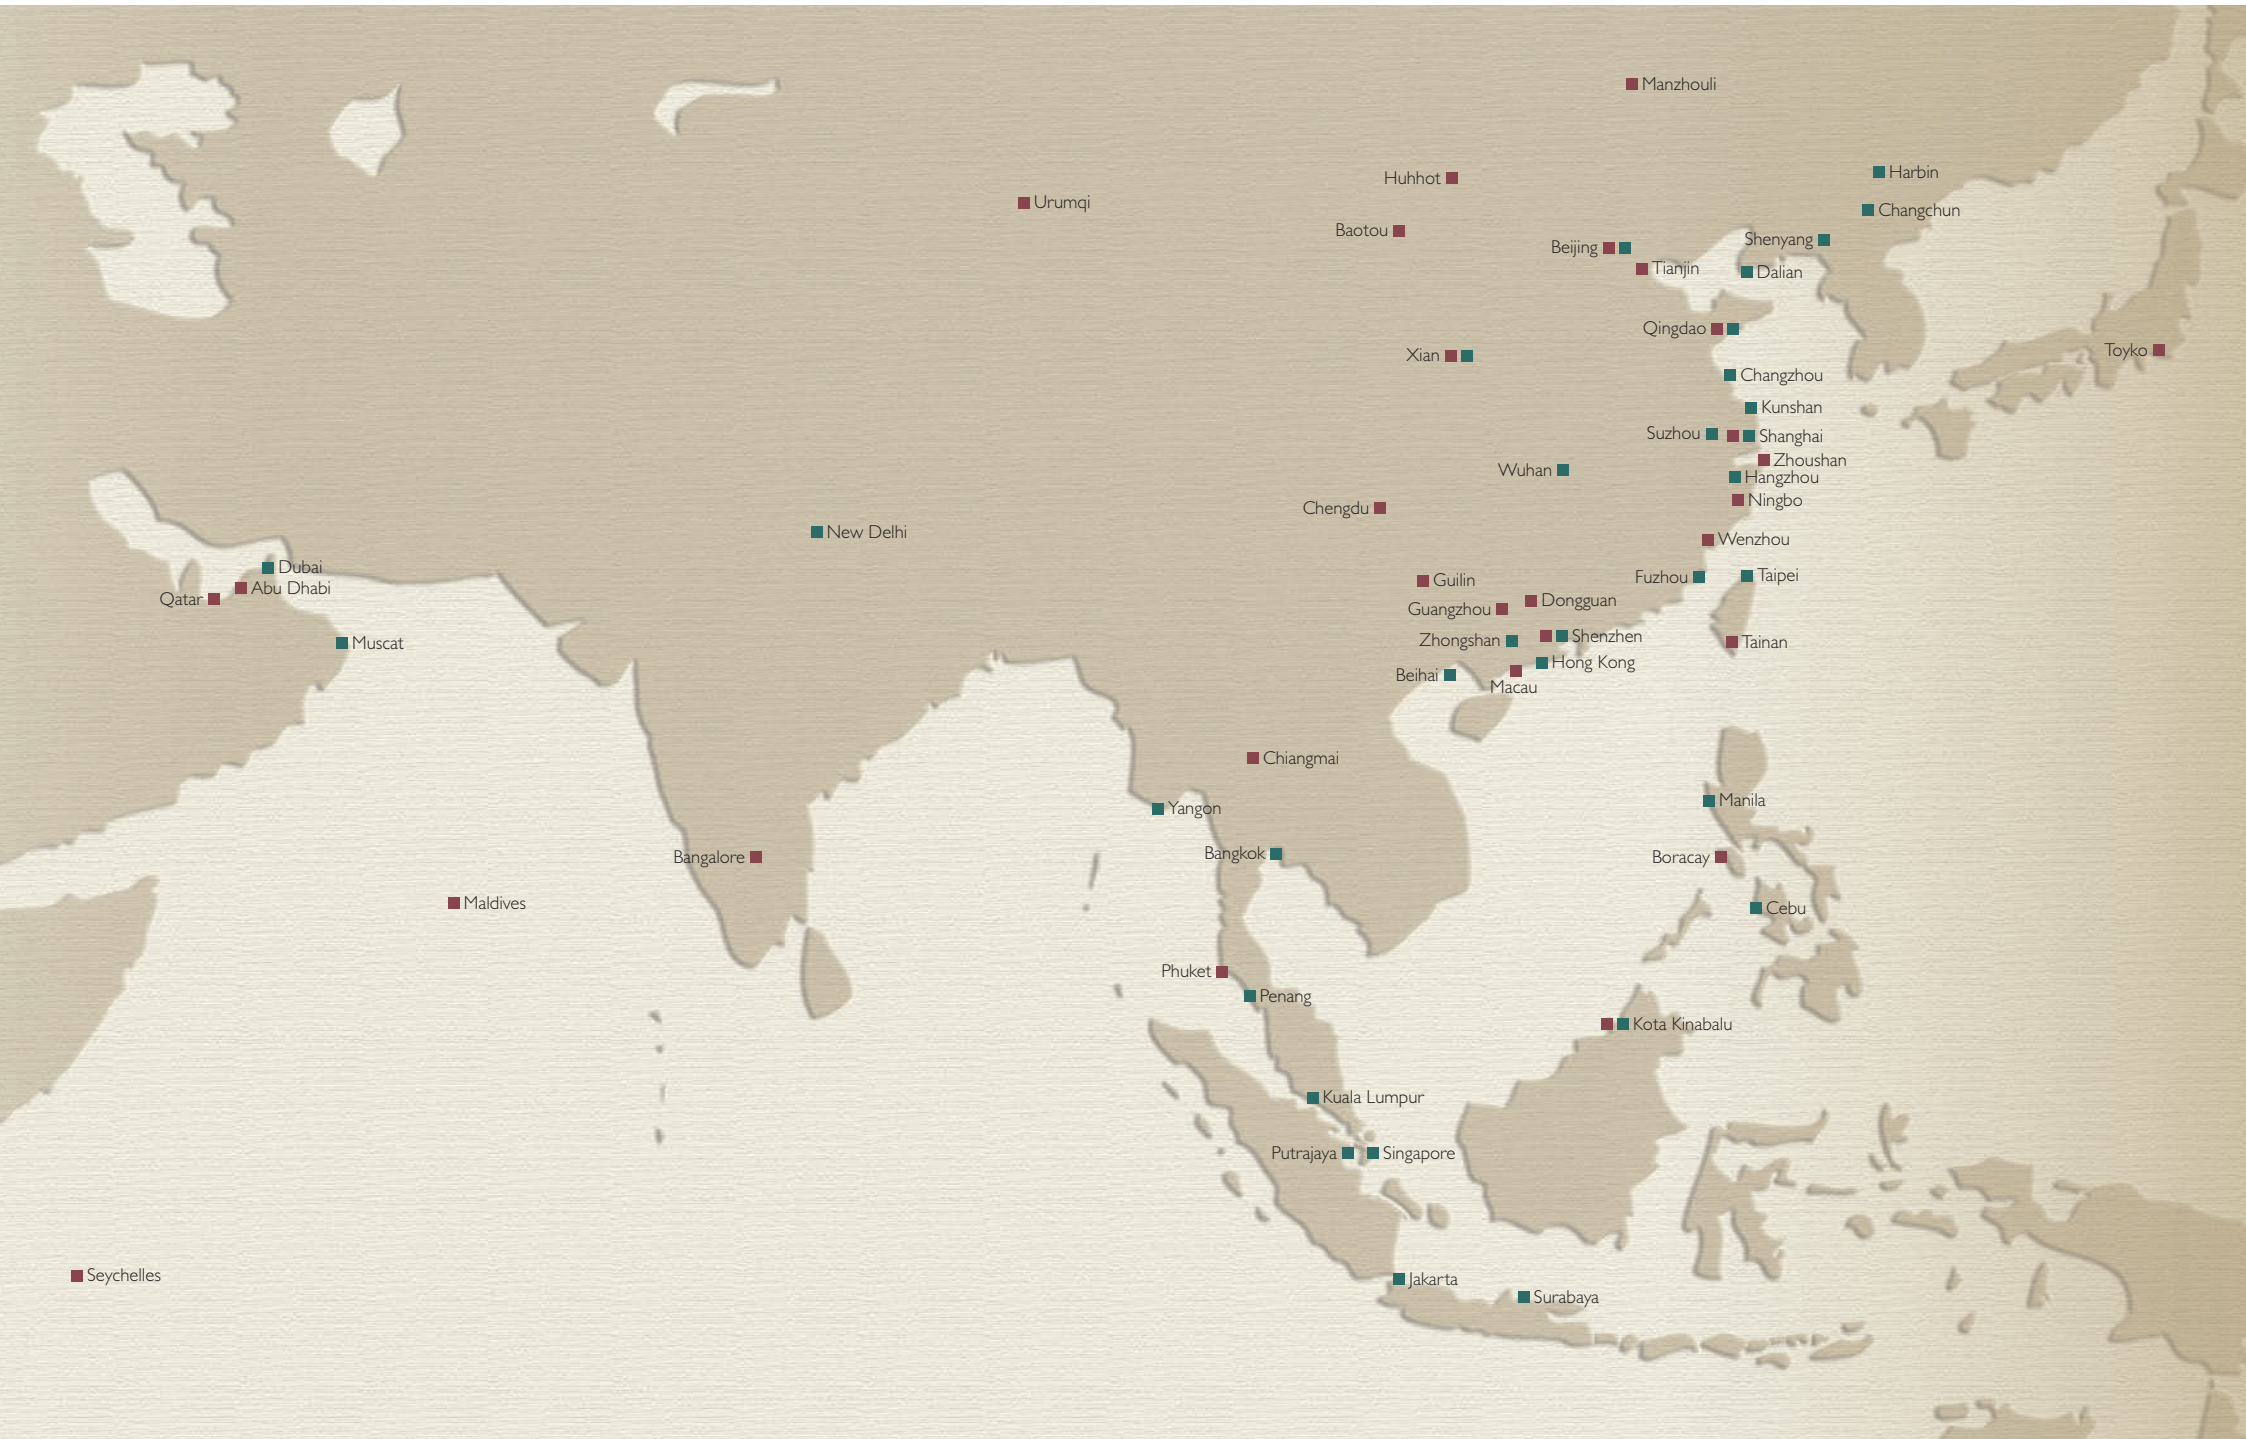 Manzhouli
Harbin
Huhhot
Urumqi
Changchun
Baotou
Shenyang
Beijing
Tianjin
Dalian
Qingdao
Toyko
Xian
Changzhou
Kunshan
Suzhou
Shanghai
Zhoushan
Wuhan
Hangzhou
Ningbo
Chengdu
New Delhi
Wenzhou
Dubai
Taipei
Fuzhou
Guilin
Abu Dhabi
Qatar
Dongguan
Guangzhou
Shenzhen
Zhongshan
Tainan
Muscat
Hong Kong
Beihai
Macau
Chiangmai
Manila
Yangon
Bangkok
Bangalore
Boracay
Maldives
Cebu
Phuket
Penang
Kota Kinabalu
Kuala Lumpur
Putrajaya
Singapore
Seychelles
Jakarta
Surabaya